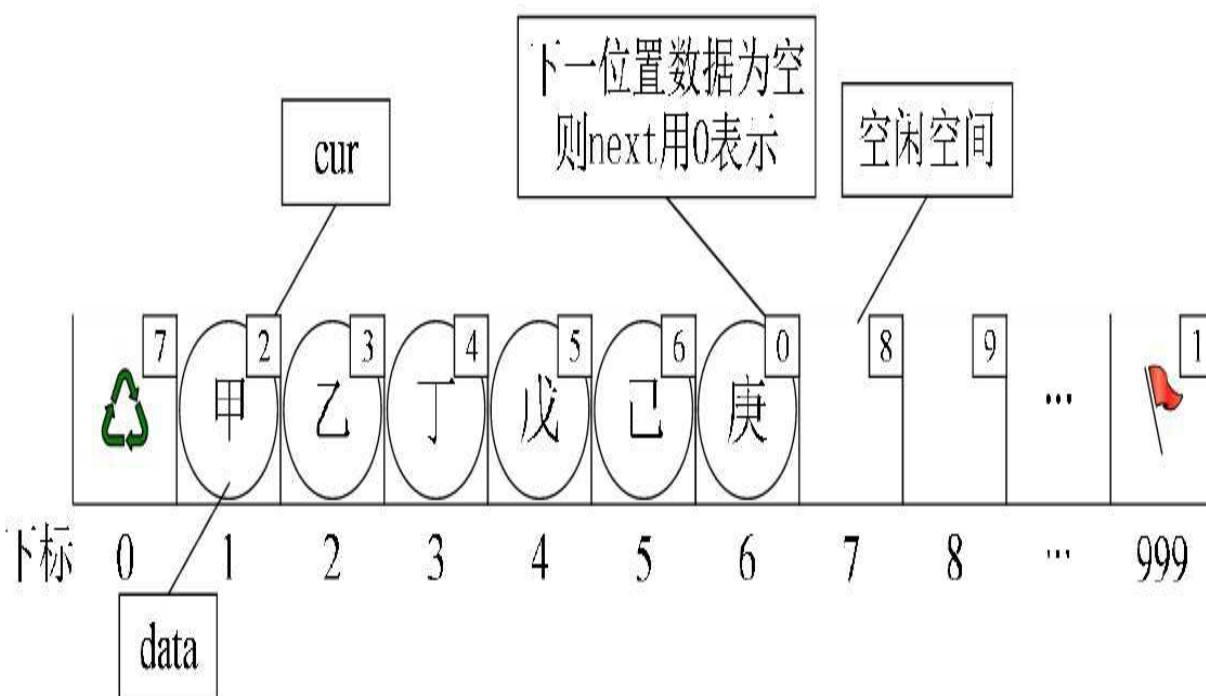 下一位置数据为空
则next用0表示
cur
空闲空间
7 2 3 4 5 6 0 8 9 1
甲 乙 丁 戊 己 庚 …
下标 0 1 2 3 4 5 6 7 8 … 999
data